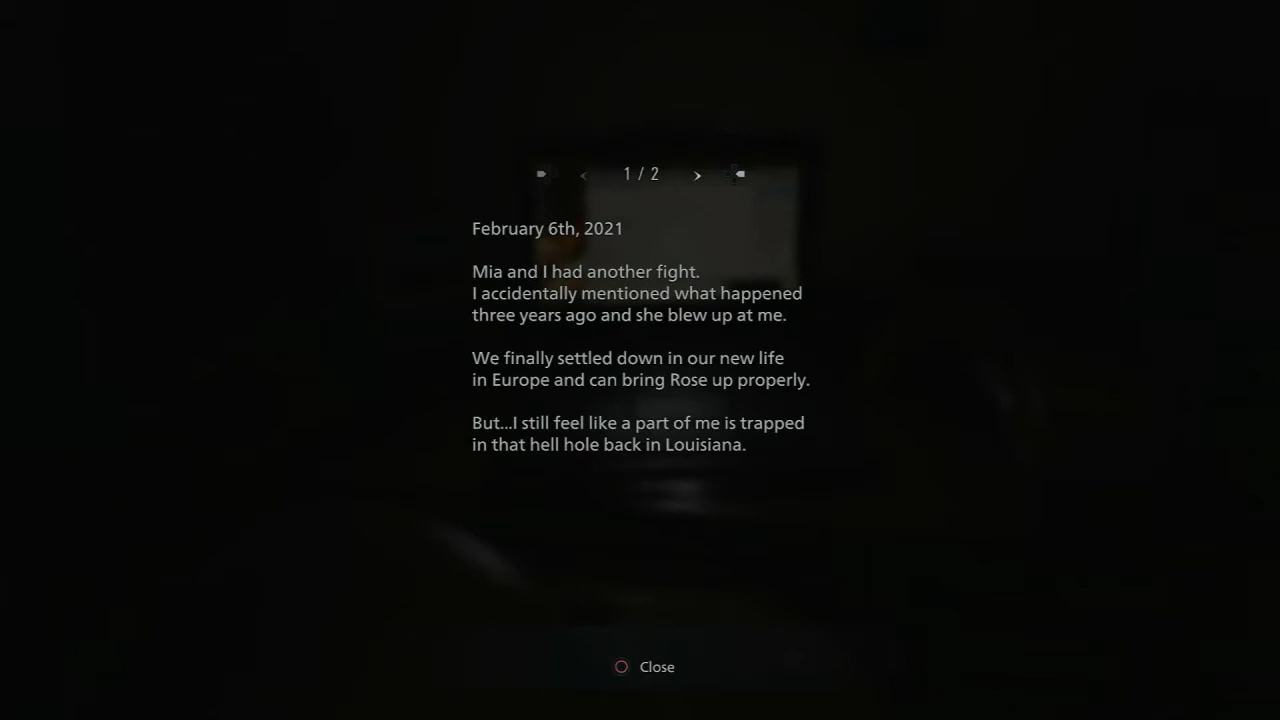 1 / 2
February 6th, 2021
Mia and I had another fight.
I accidentally mentioned what happened
three years ago and she blew up at me.
We finally settled down in our new life
in Europe and can bring Rose up properly.
But...I still feel like a part of me is trapped
in that hell hole back in Louisiana.
Close